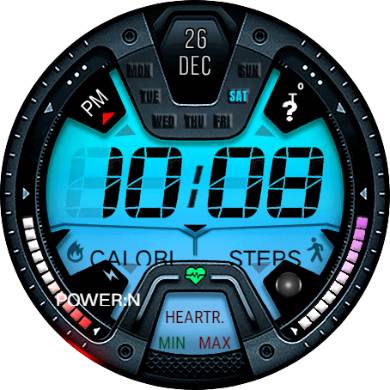 26
DEC
MON SUN
TUE SAT
WED THU FRI
PM
T°
?
10:08
CALORI STEPS
POWER:N
HEARTR.
MIN MAX